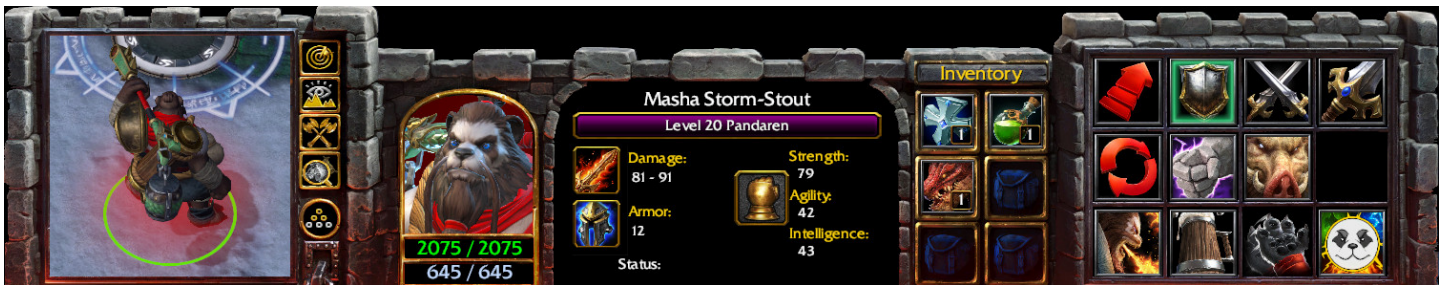 Masha Storm-Stout
Level 20 Pandaren
Damage:
81 - 91
Armor:
12
Strength:
79
Agility:
42
Intelligence:
43
Status:
2075 / 2075
645 / 645
Inventory
1
1
1